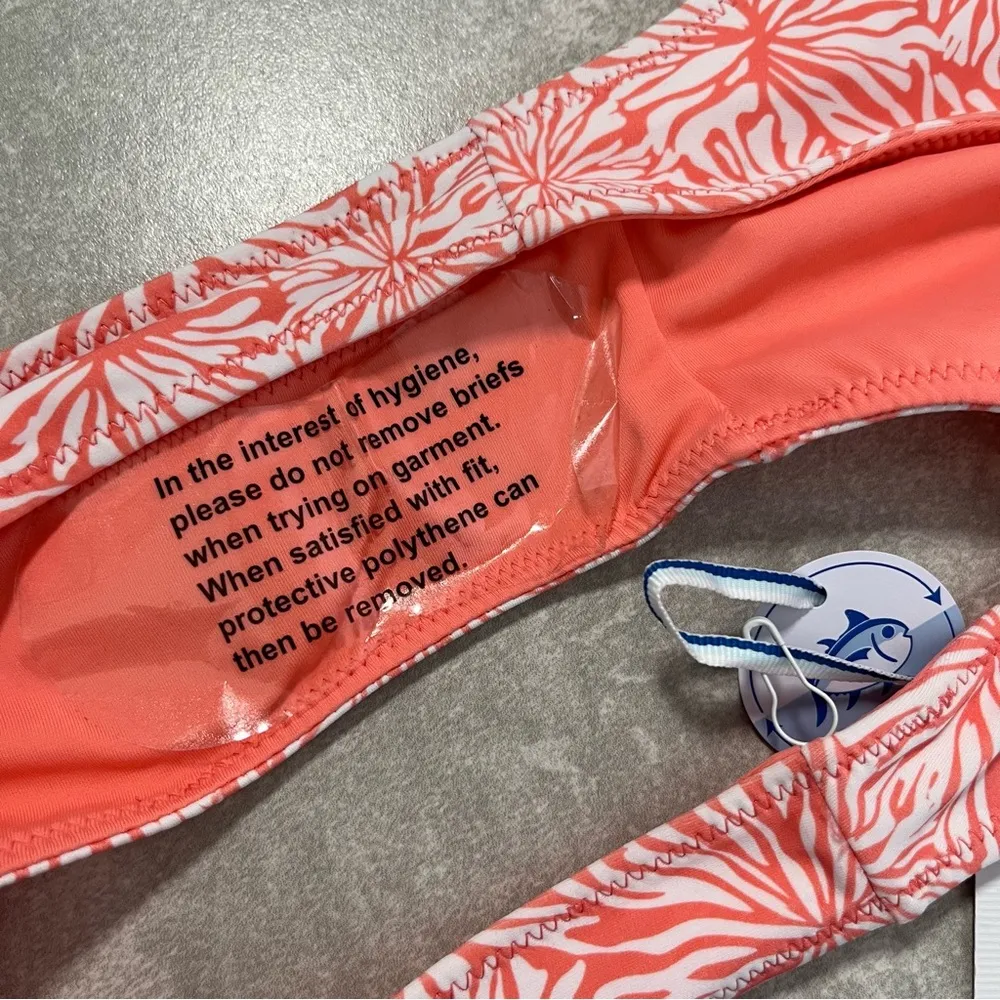 In the interest of hygiene,
please do not remove briefs
when trying on garment.
When satisfied with fit,
protective polythene can
then be removed.